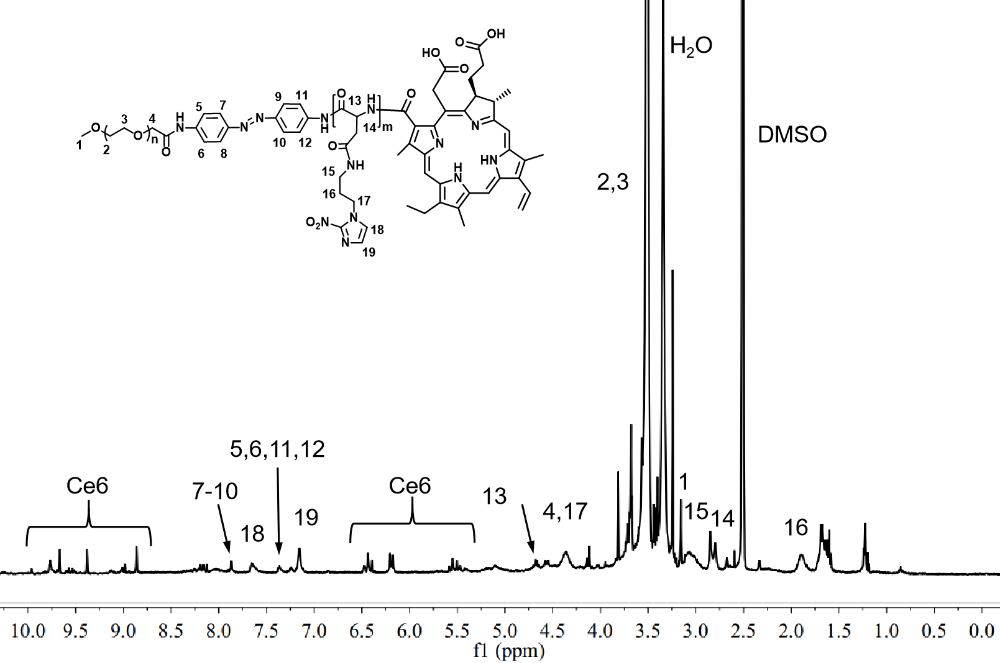 OH
O
HO
O
O
13
H
N
O
9
11
5
7
3
4
H
N
O
O
n
O
1
2
6
8
N
N
10
12
N
H
14
m
O
NH
15
16
17
O₂N
N
N
18
19
N
N
HN
H
N
H₂O
DMSO
2,3
5,6,11,12
Ce6
7-10
18
19
Ce6
13
4,17
1
15
14
16
10.0 9.5 9.0 8.5 8.0 7.5 7.0 6.5 6.0 5.5 5.0 4.5 4.0 3.5 3.0 2.5 2.0 1.5 1.0 0.5 0.0
f1 (ppm)